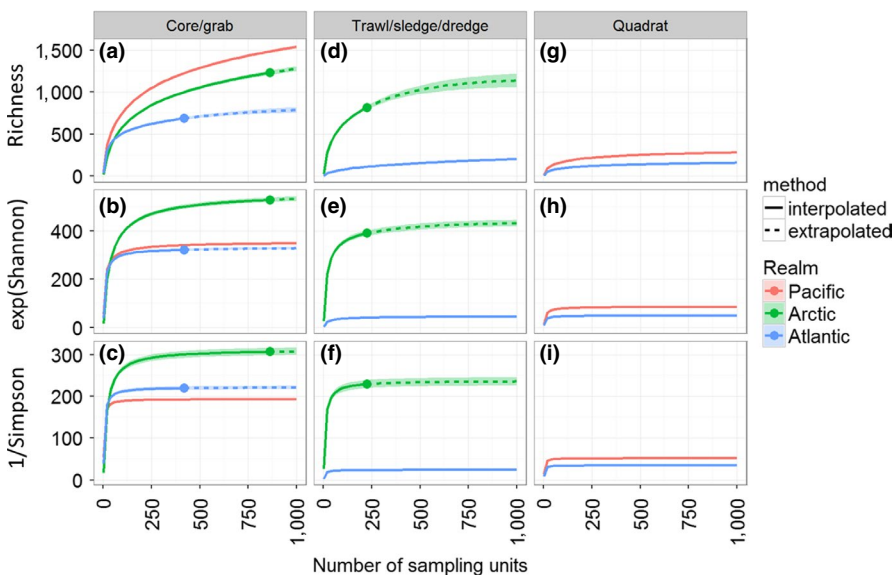 Core/grab
Trawl/sledge/dredge
Quadrat
(a)
(d)
(g)
Richness
1,500
1,000
500
0
(b)
(e)
(h)
exp(Shannon)
400
200
0
(c)
(f)
(i)
1/Simpson
300
200
100
0
0 250 500 750 1,000
0 250 500 750 1,000
0 250 500 750 1,000
Number of sampling units
method
interpolated
extrapolated
Realm
Pacific
Arctic
Atlantic